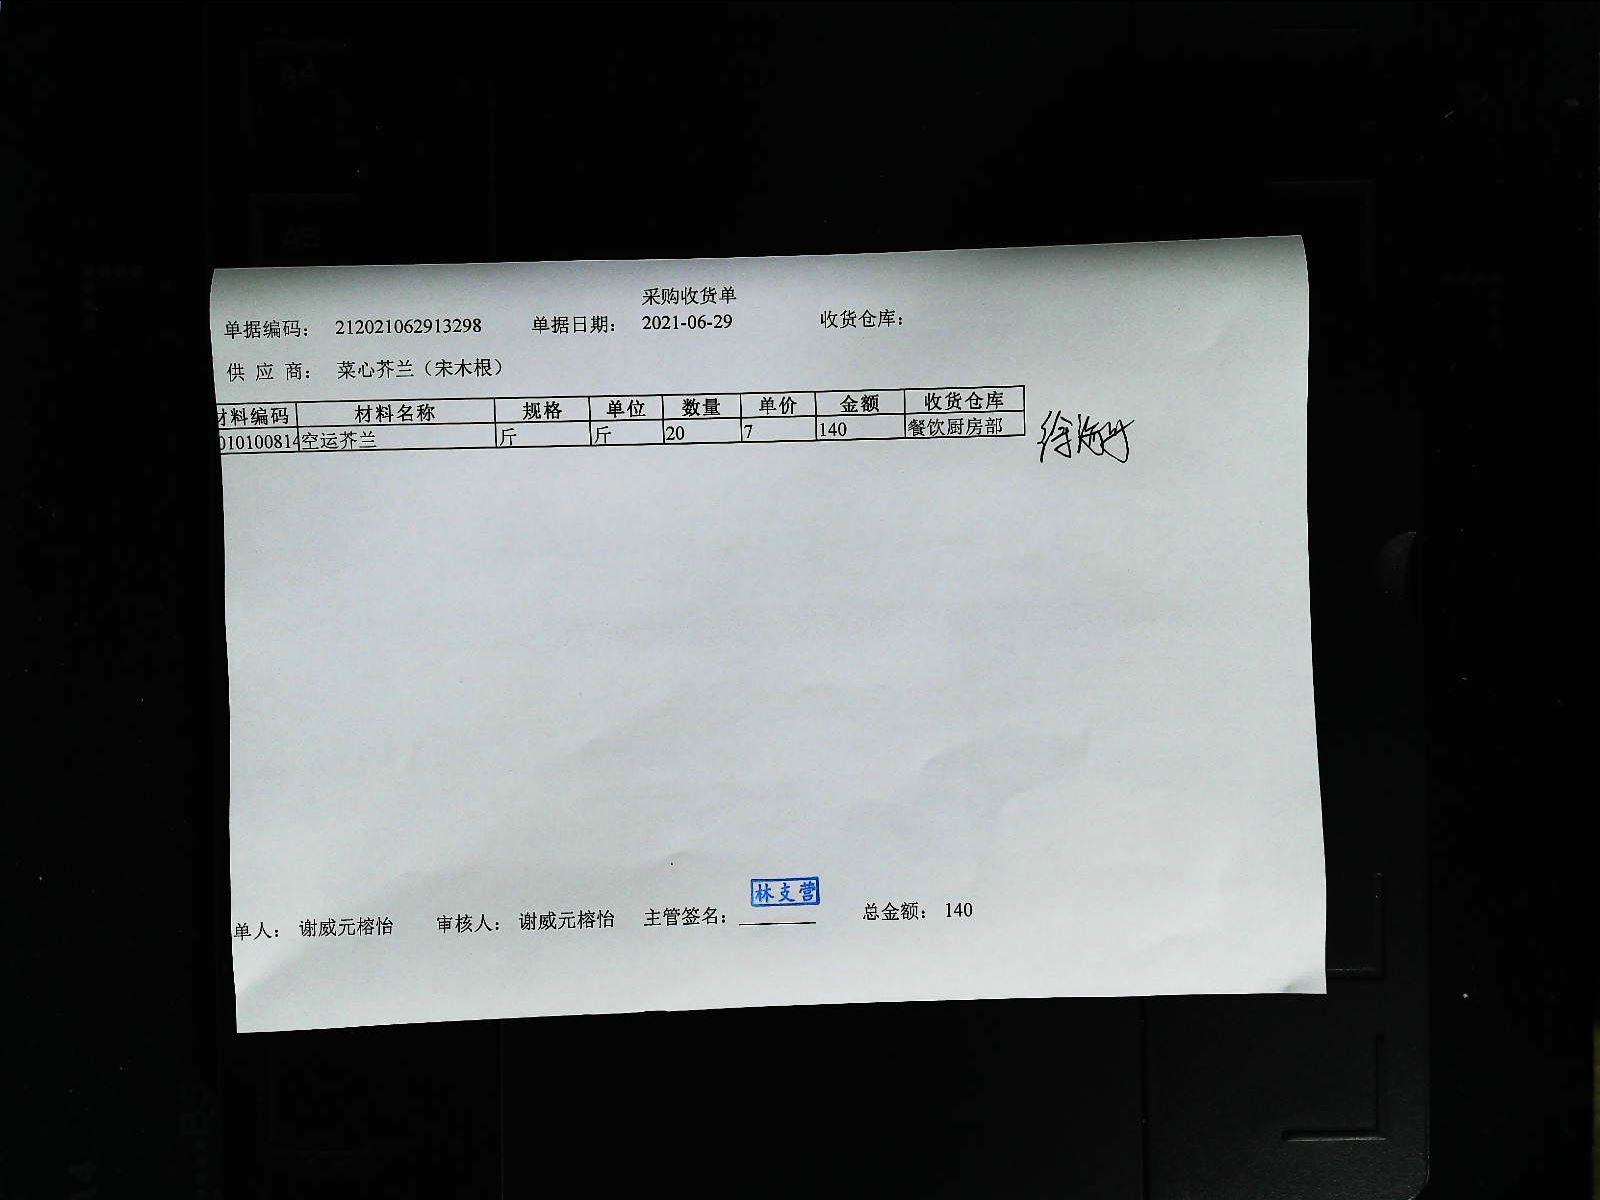 采购收货单
单据编码： 212021062913298 单据日期： 2021-06-29 收货仓库：
供 应 商： 菜心芥兰（宋木根）
材料编码 材料名称 规格 单位 数量 单价 金额 收货仓库
010100814 空运芥兰 斤 斤 20 7 140 餐饮厨房部
林支营
单人： 谢威元榕怡 审核人： 谢威元榕怡 主管签名： 总金额： 140